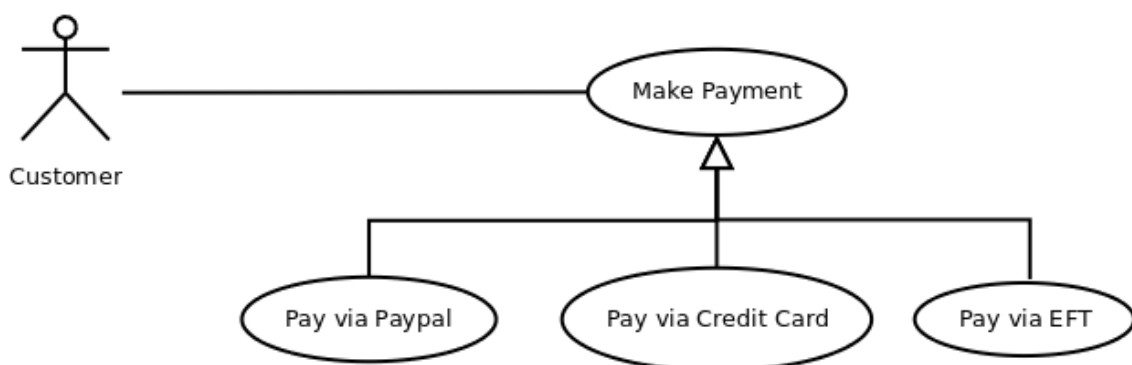 Make Payment
Customer
Pay via Paypal
Pay via Credit Card
Pay via EFT